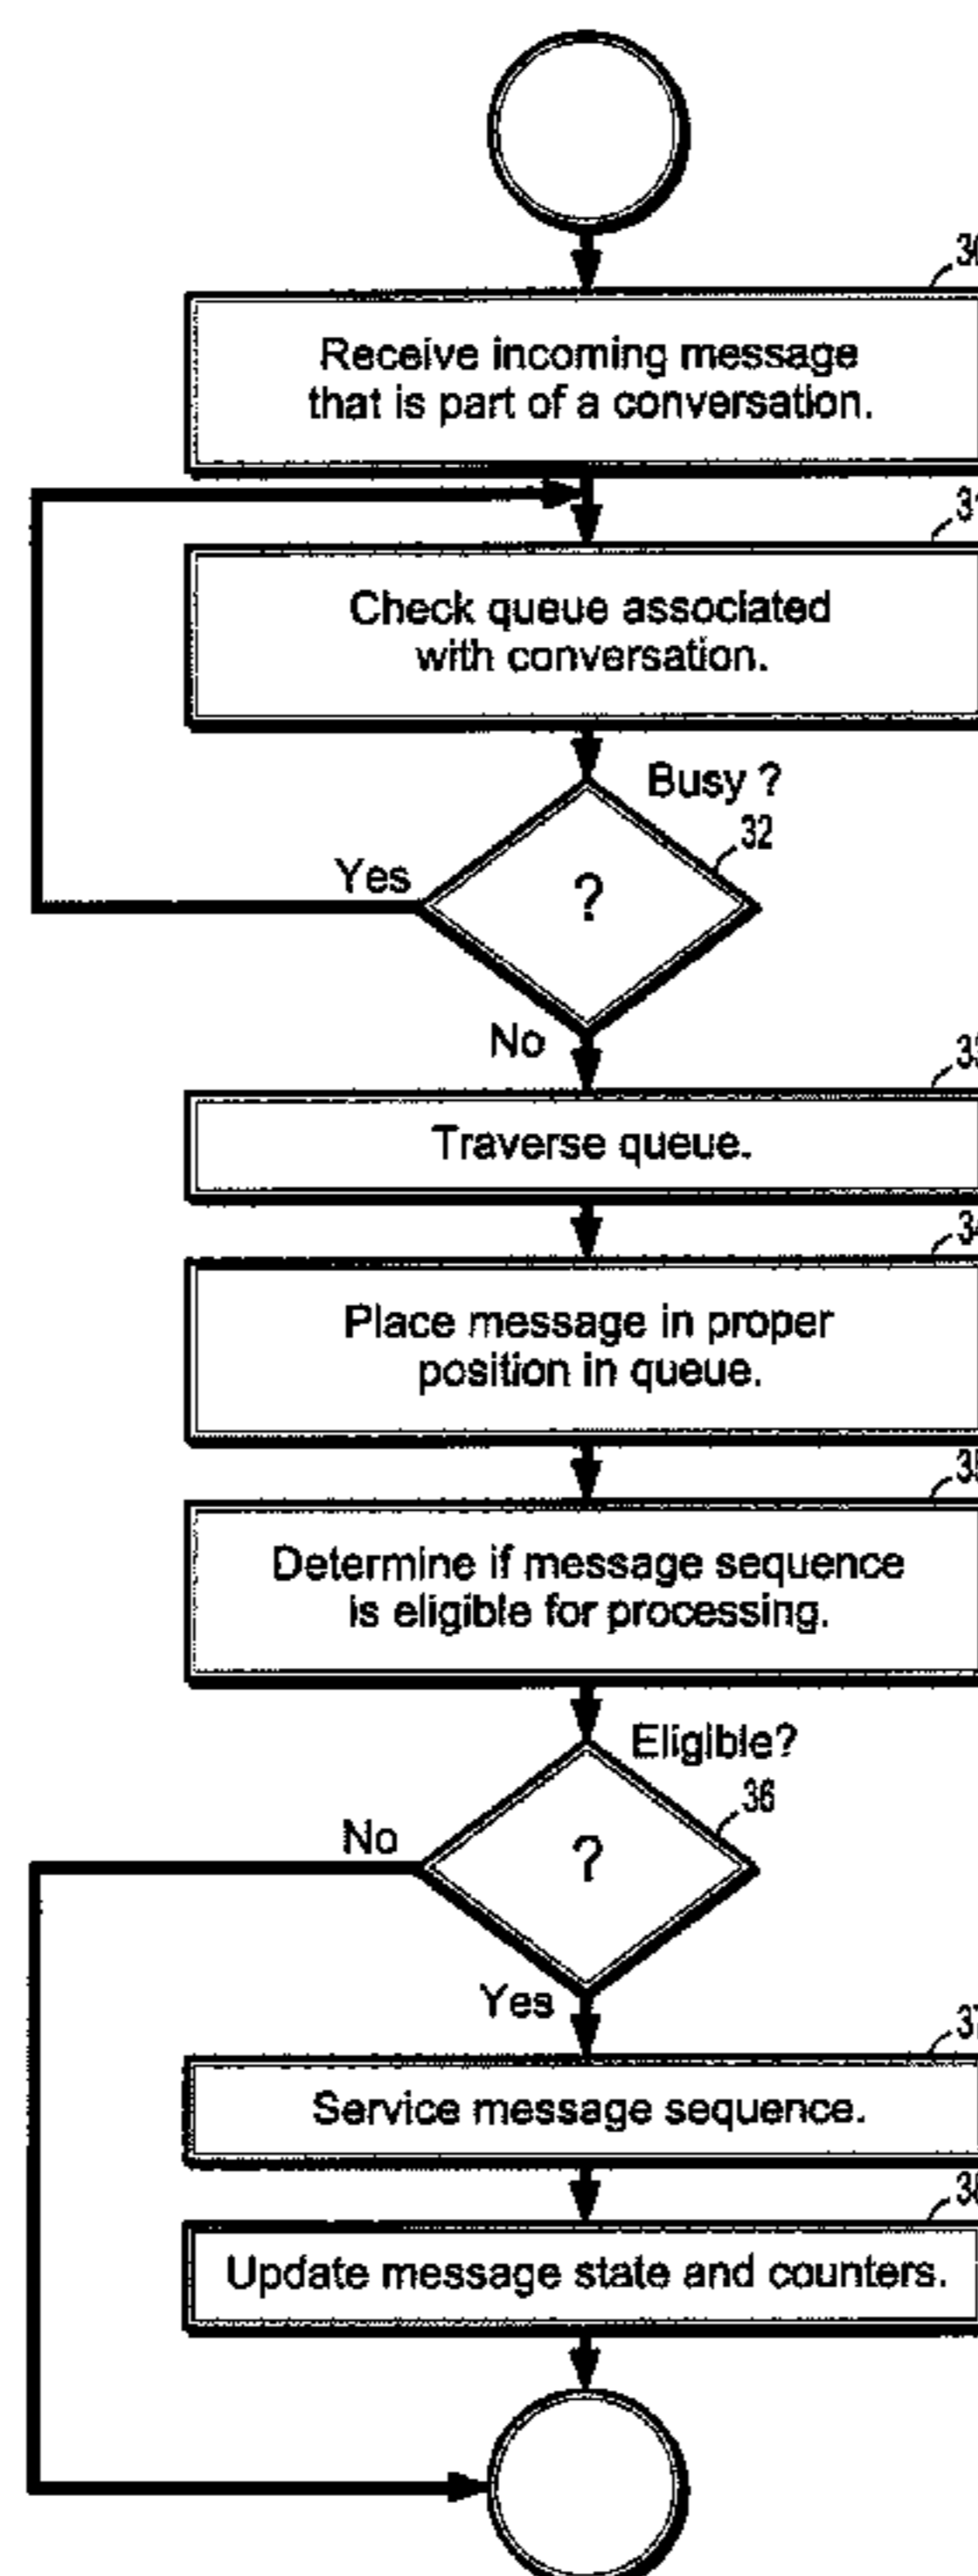 Receive incoming message
that is part of a conversation.
Check queue associated
with conversation.
Busy ?
32
Yes
?
No
Traverse queue.
Place message in proper
position in queue.
Determine if message sequence
is eligible for processing.
Eligible?
36
No
?
Yes
Service message sequence.
Update message state and counters.